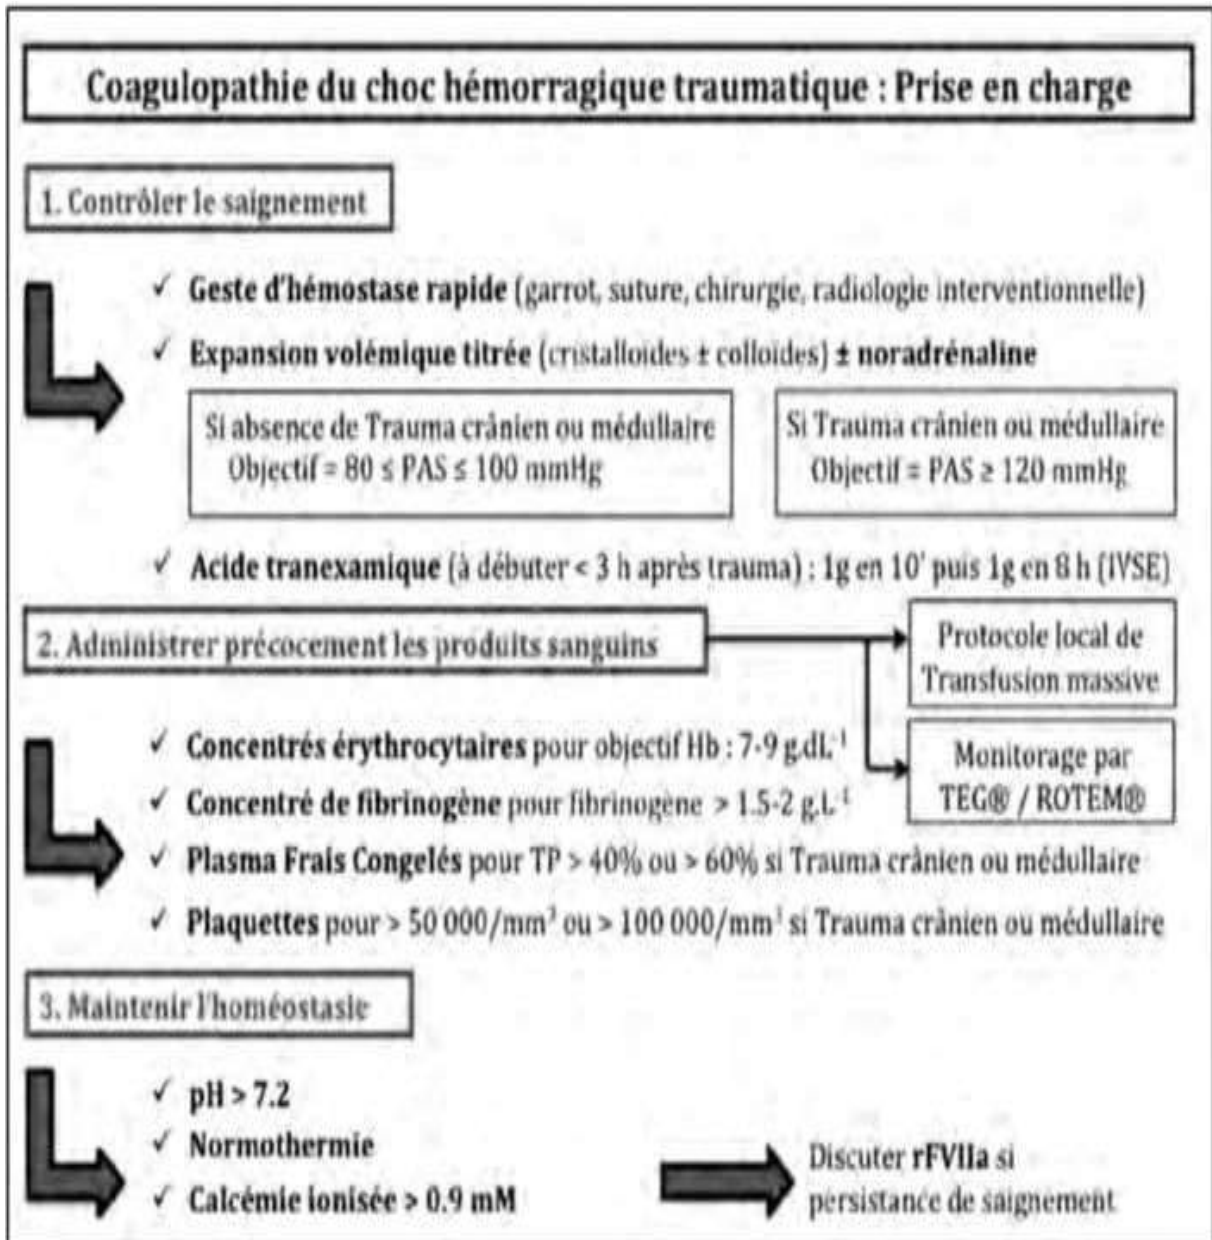 Coagulopathie du choc hémorragique traumatique : Prise en charge
1. Contrôler le saignement
✓ Geste d'hémostase rapide (garrot, suture, chirurgie, radiologie interventionnelle)
✓ Expansion volémique titrée (cristalloïdes ± colloïdes) ± noradrénaline
Si absence de Trauma crânien ou médullaire
Objectif = 80 ≤ PAS ≤ 100 mmHg
Si Trauma crânien ou médullaire
Objectif = PAS ≥ 120 mmHg
✓ Acide tranexamique (à débuter < 3 h après trauma) : 1g en 10' puis 1g en 8 h (IVSE)
2. Administrer précocement les produits sanguins
Protocole local de
Transfusion massive
Monitorage par
TEG® / ROTEM®
✓ Concentrés érythrocytaires pour objectif Hb : 7-9 g.dL⁻¹
✓ Concentré de fibrinogène pour fibrinogène > 1.5-2 g.L⁻¹
✓ Plasma Frais Congelés pour TP > 40% ou > 60% si Trauma crânien ou médullaire
✓ Plaquettes pour > 50 000/mm³ ou > 100 000/mm³ si Trauma crânien ou médullaire
3. Maintenir l'homéostasie
✓ pH > 7.2
✓ Normothermie
✓ Calcémie ionisée > 0.9 mM
Discuter rFVIIa si
persistance de saignement